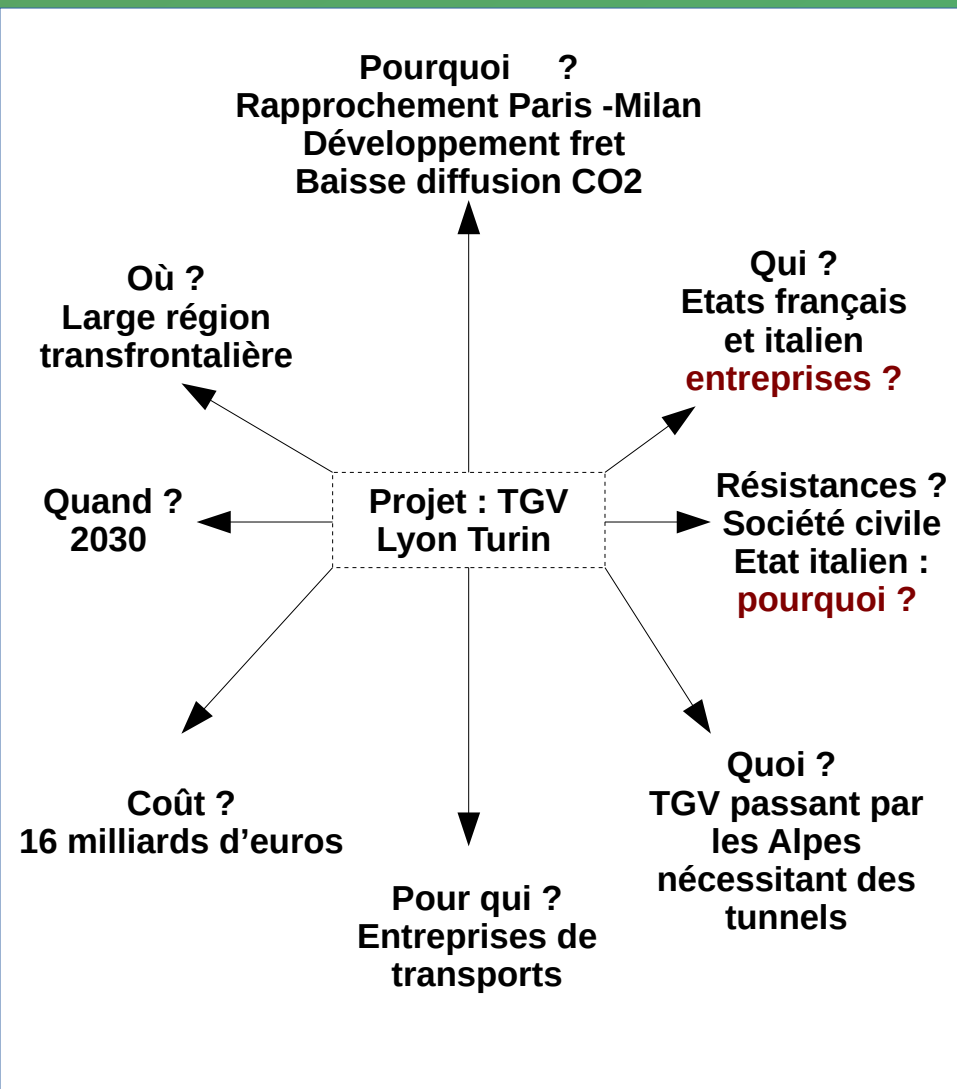 Pourquoi ?
Rapprochement Paris -Milan
Développement fret
Baisse diffusion CO2
Où ?
Large région
transfrontalière
Qui ?
Etats français
et italien
entreprises ?
Quand ?
2030
Projet : TGV
Lyon Turin
Résistances ?
Société civile
Etat italien :
pourquoi ?
Coût ?
16 milliards d’euros
Pour qui ?
Entreprises de
transports
Quoi ?
TGV passant par
les Alpes
nécessitant des
tunnels